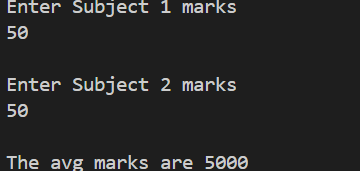 Enter Subject 1 marks
50
Enter Subject 2 marks
50
The avg marks are 5000